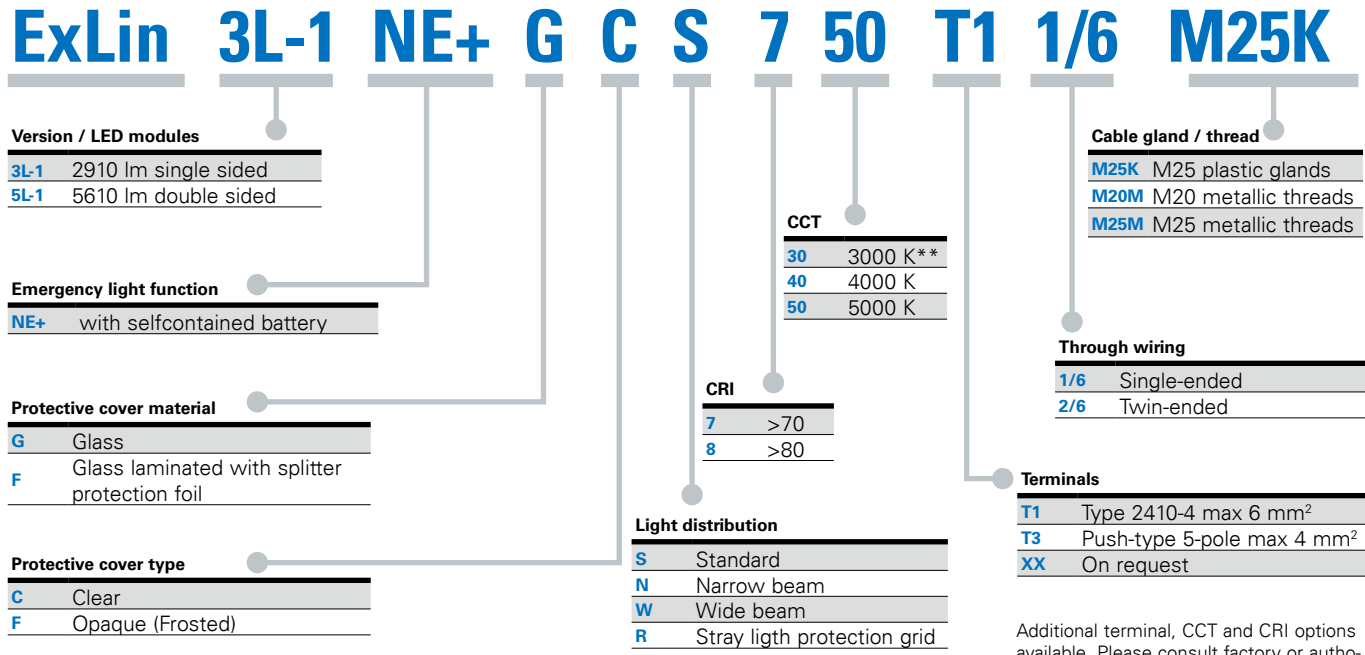 ExLin 3L-1 NE+ G C S 7 50 T1 1/6 M25K
Version / LED modules
3L-1 2910 lm single sided
5L-1 5610 lm double sided
Emergency light function
NE+ with selfcontained battery
Protective cover material
G Glass
F Glass laminated with splitter
protection foil
Protective cover type
C Clear
F Opaque (Frosted)
Light distribution
S Standard
N Narrow beam
W Wide beam
R Stray ligth protection grid
CRI
7 >70
8 >80
CCT
30 3000 K**
40 4000 K
50 5000 K
Cable gland / thread
M25K M25 plastic glands
M20M M20 metallic threads
M25M M25 metallic threads
Through wiring
1/6 Single-ended
2/6 Twin-ended
Terminals
T1 Type 2410-4 max 6 mm²
T3 Push-type 5-pole max 4 mm²
XX On request
Additional terminal, CCT and CRI options
available. Please consult factory or autho-